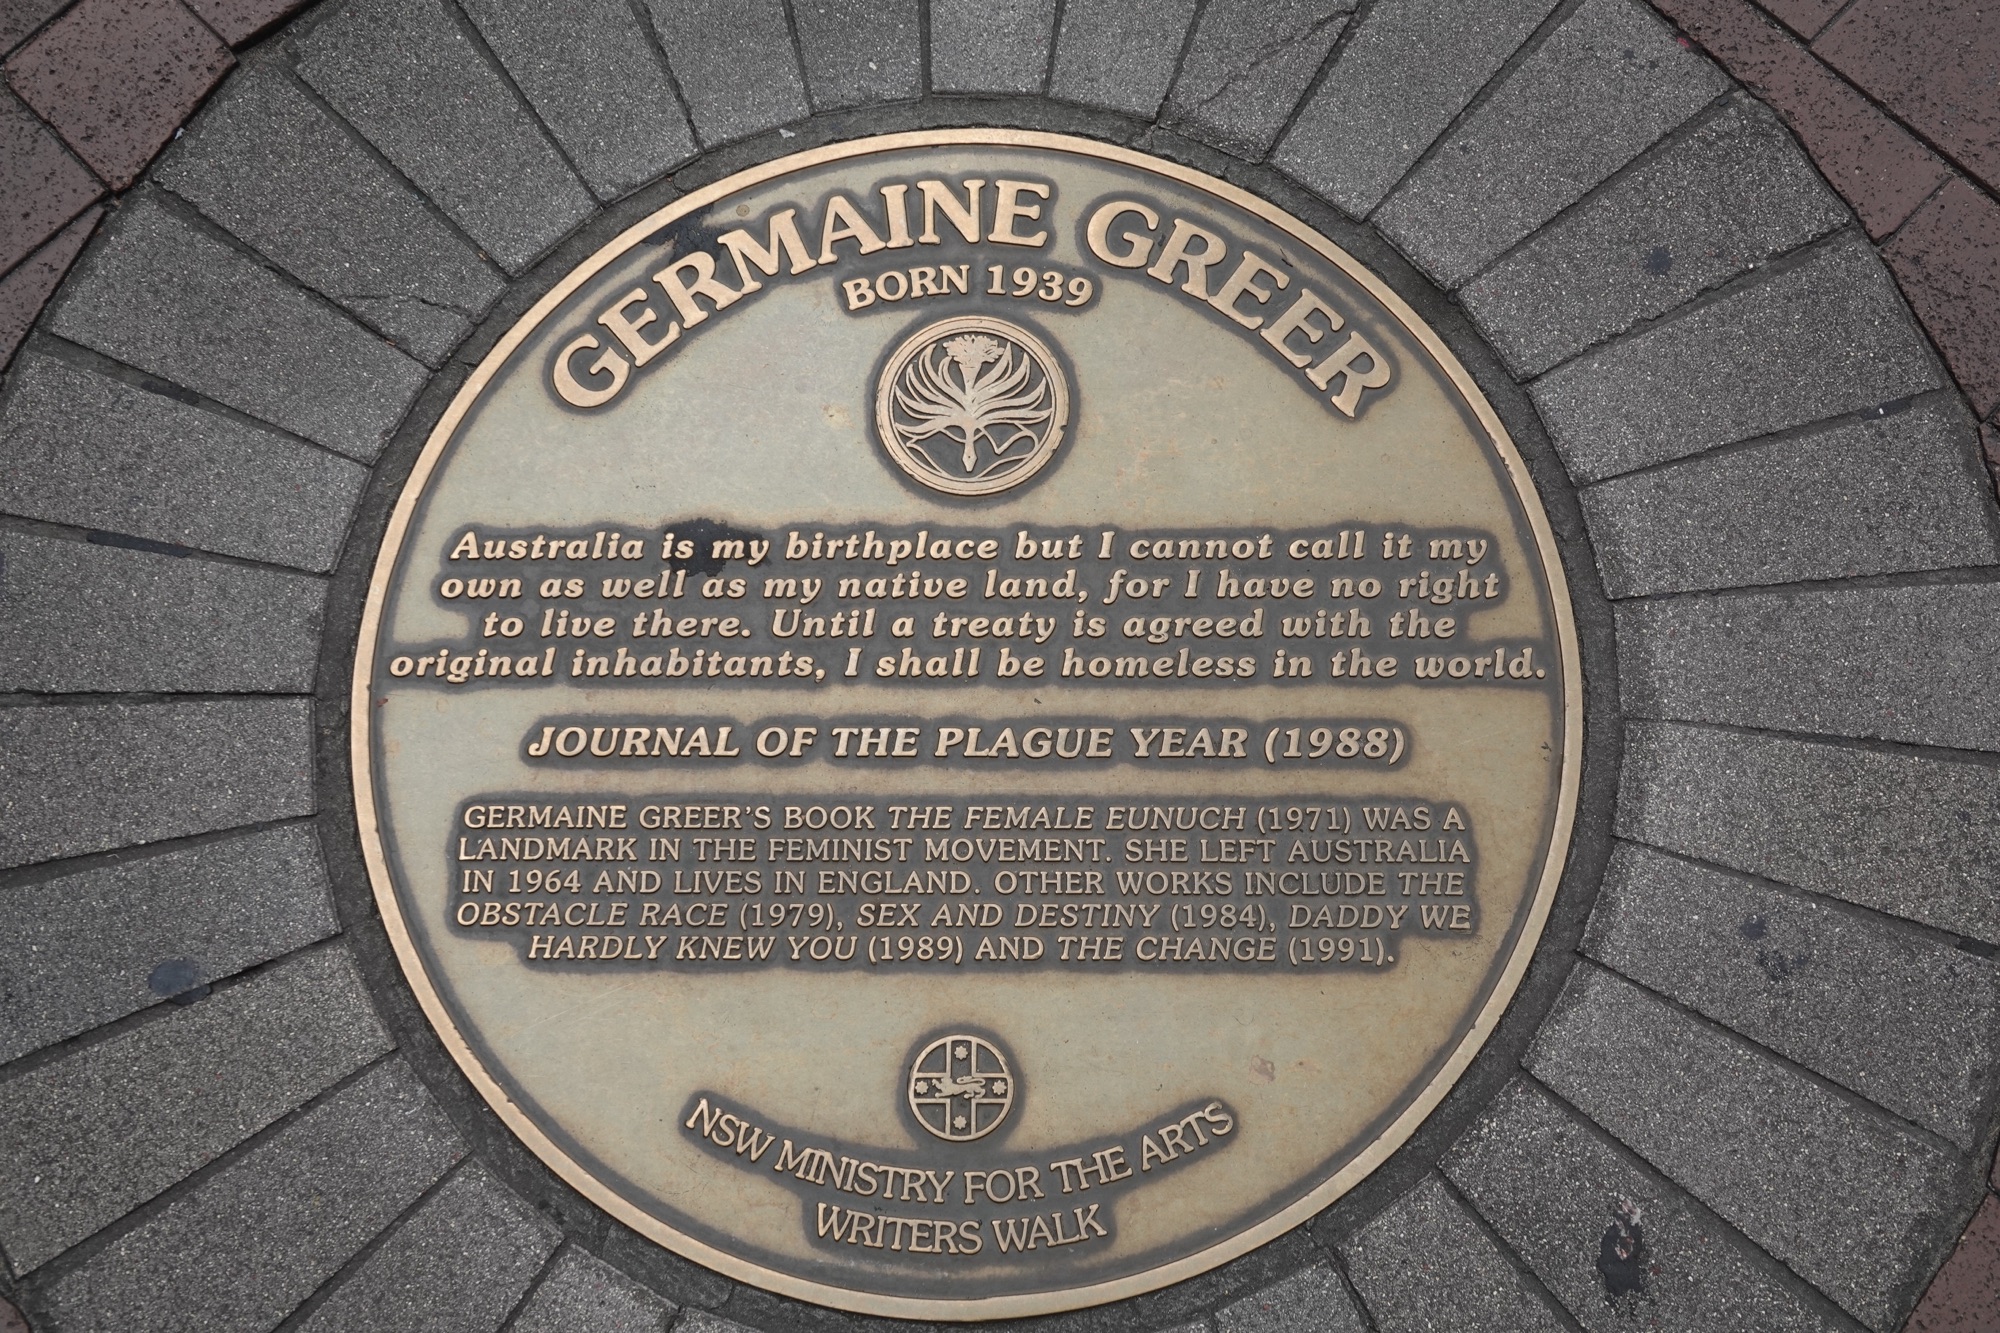 GERMAINE GREER
BORN 1939
Australia is my birthplace but I cannot call it my
own as well as my native land, for I have no right
to live there. Until a treaty is agreed with the
original inhabitants, I shall be homeless in the world.
JOURNAL OF THE PLAGUE YEAR (1988)
GERMAINE GREER'S BOOK THE FEMALE EUNUCH (1971) WAS A
LANDMARK IN THE FEMINIST MOVEMENT. SHE LEFT AUSTRALIA
IN 1964 AND LIVES IN ENGLAND. OTHER WORKS INCLUDE THE
OBSTACLE RACE (1979), SEX AND DESTINY (1984), DADDY WE
HARDLY KNEW YOU (1989) AND THE CHANGE (1991).
NSW MINISTRY FOR THE ARTS
WRITERS WALK